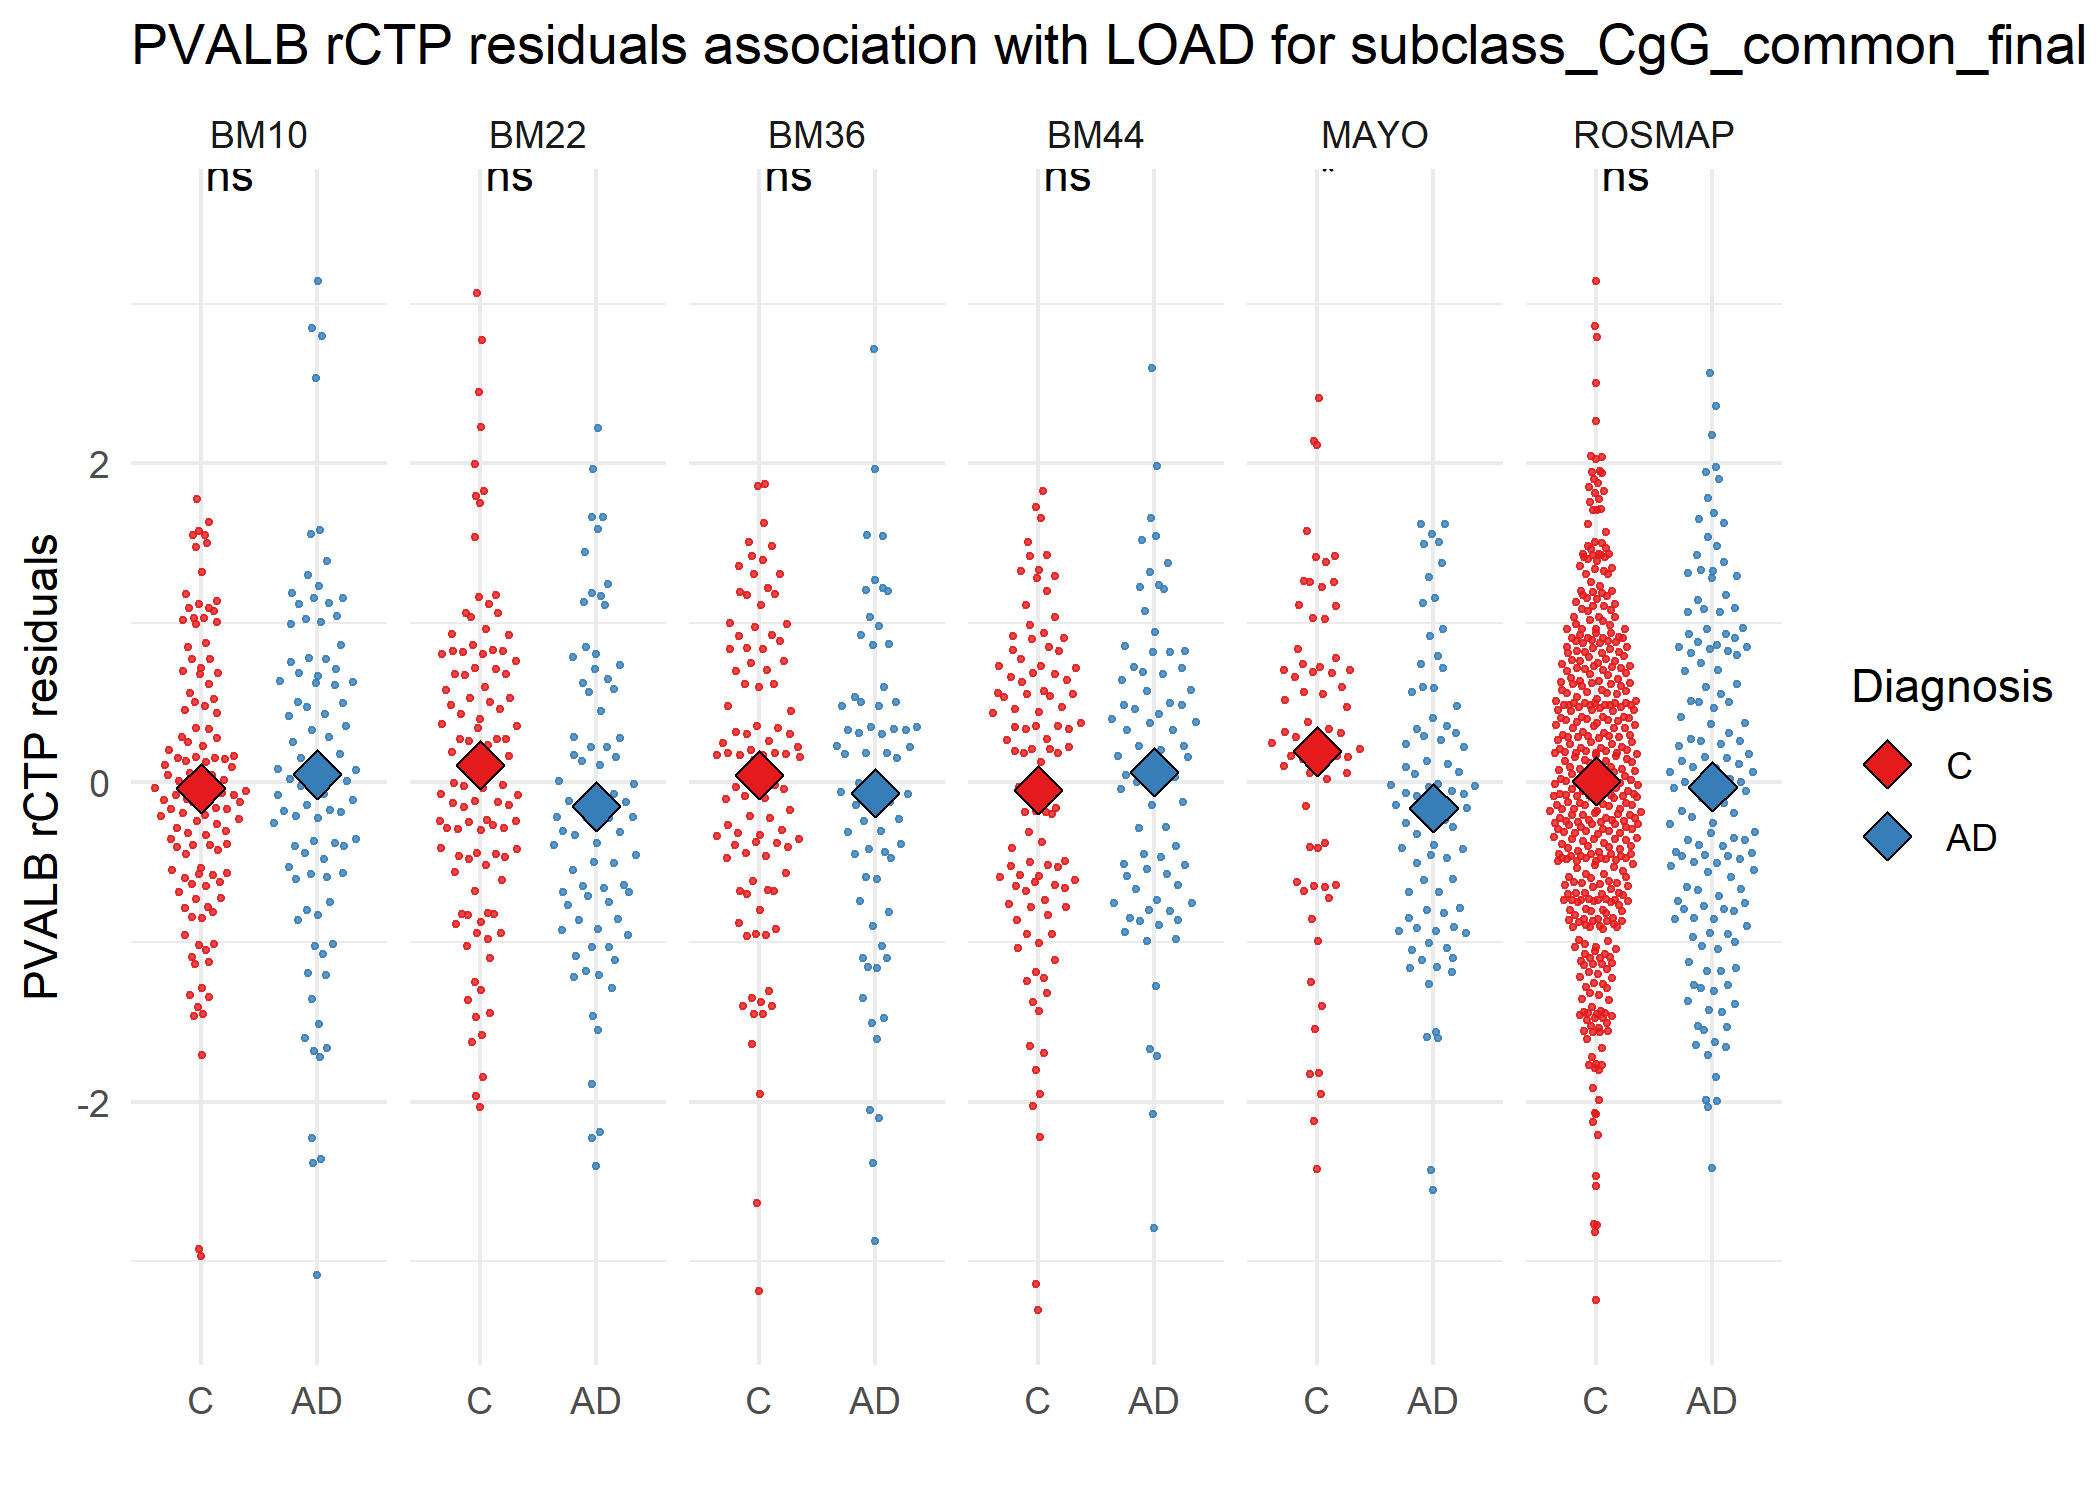 PVALB rCTP residuals association with LOAD for subclass_CgG_common_final
BM10 BM22 BM36 BM44 MAYO ROSMAP
ns ns ns ns * ns
PVALB rCTP residuals
2
0
-2
C AD C AD C AD C AD C AD C AD
Diagnosis
C
AD